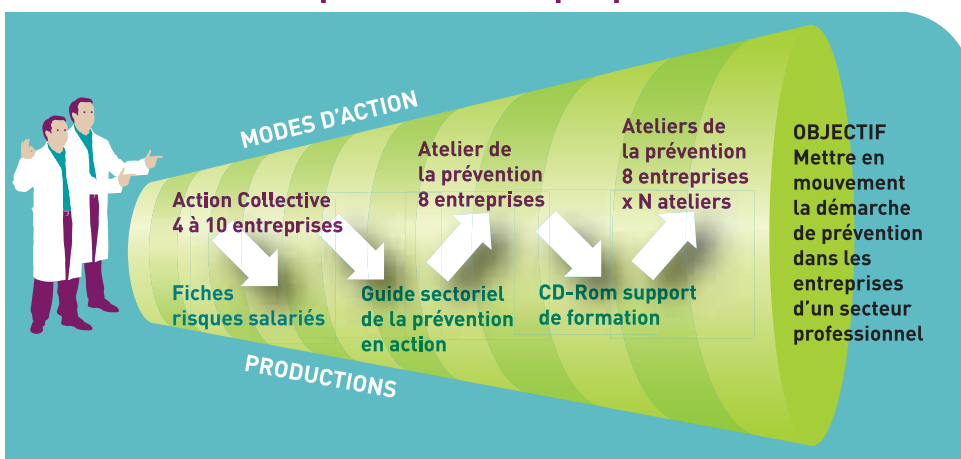 MODES D'ACTION
Action Collective
4 à 10 entreprises
Atelier de
la prévention
8 entreprises
Ateliers de
la prévention
8 entreprises
x N ateliers
Fiches
risques salariés
Guide sectoriel
de la prévention
en action
CD-Rom support
de formation
PRODUCTIONS
OBJECTIF
Mettre en
mouvement
la démarche
de prévention
dans les
entreprises
d'un secteur
professionnel